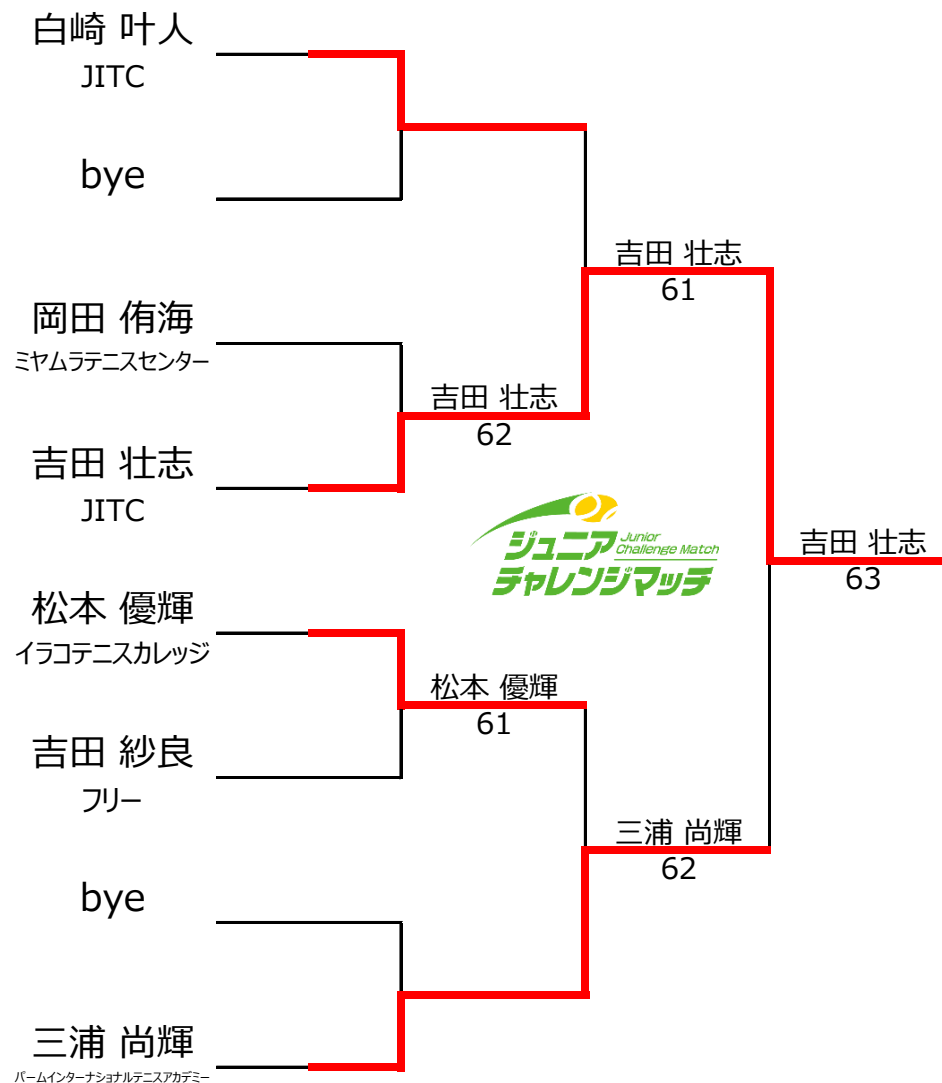 白崎 叶人
JITC
bye
岡田 侑海
ミヤムラテニスセンター
吉田 壮志
JITC
松本 優輝
イラコテニスカレッジ
吉田 紗良
フリー
bye
三浦 尚輝
パームインターナショナルテニスアカデミー
吉田 壮志
62
松本 優輝
61
吉田 壮志
61
三浦 尚輝
62
吉田 壮志
63
ジュニア
Junior
Challenge Match
チャレンジマッチ